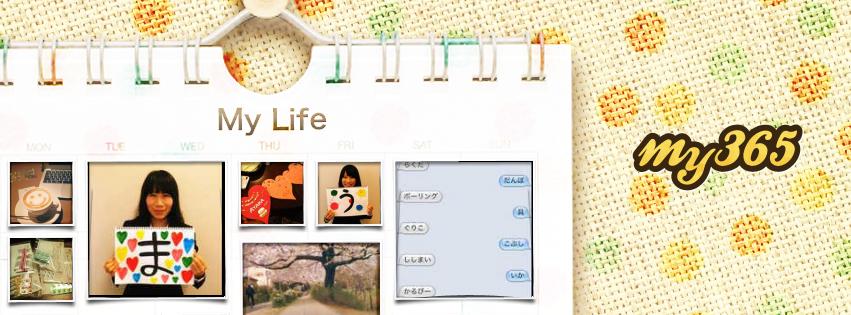 My Life
my365
MON TUE WED THU FRI SAT SUN
ま
う
らくだ
だんぼ
ボーリング
具
ぐりこ
こぶし
ししまい
いか
かるぴー